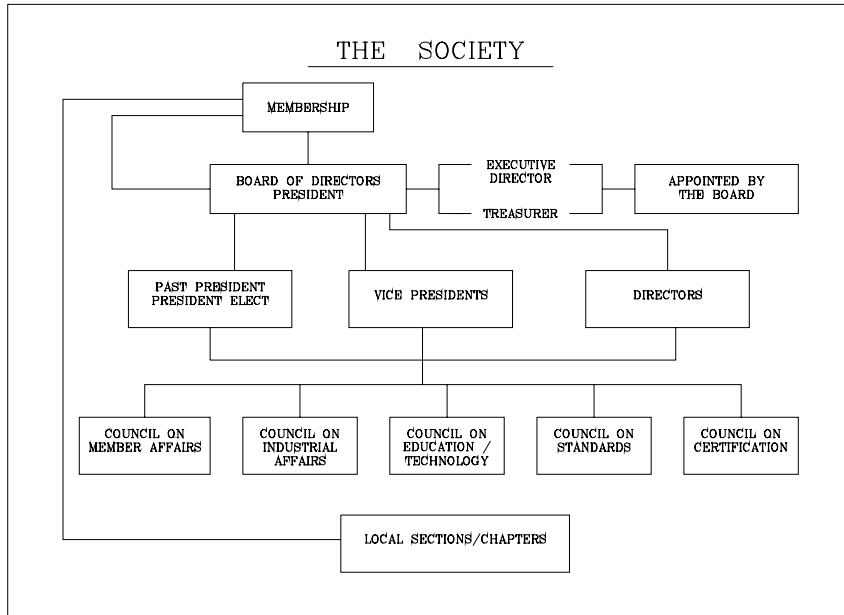 THE SOCIETY
MEMBERSHIP
BOARD OF DIRECTORS
PRESIDENT
EXECUTIVE
DIRECTOR
TREASURER
APPOINTED BY
THE BOARD
PAST PRESIDENT
PRESIDENT ELECT
VICE PRESIDENTS
DIRECTORS
COUNCIL ON
MEMBER AFFAIRS
COUNCIL ON
INDUSTRIAL
AFFAIRS
COUNCIL ON
EDUCATION /
TECHNOLOGY
COUNCIL ON
STANDARDS
COUNCIL ON
CERTIFICATION
LOCAL SECTIONS/CHAPTERS